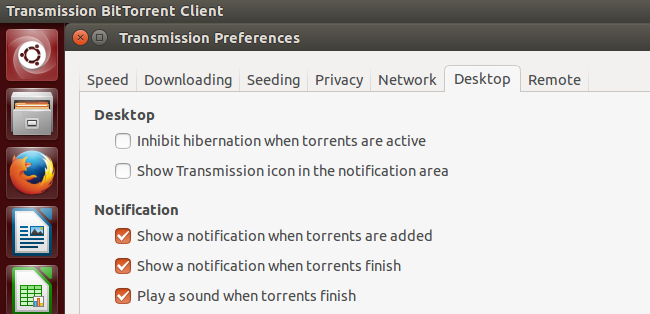 Transmission BitTorrent Client
Transmission Preferences
Speed Downloading Seeding Privacy Network Desktop Remote
Desktop
Inhibit hibernation when torrents are active
Show Transmission icon in the notification area
Notification
Show a notification when torrents are added
Show a notification when torrents finish
Play a sound when torrents finish